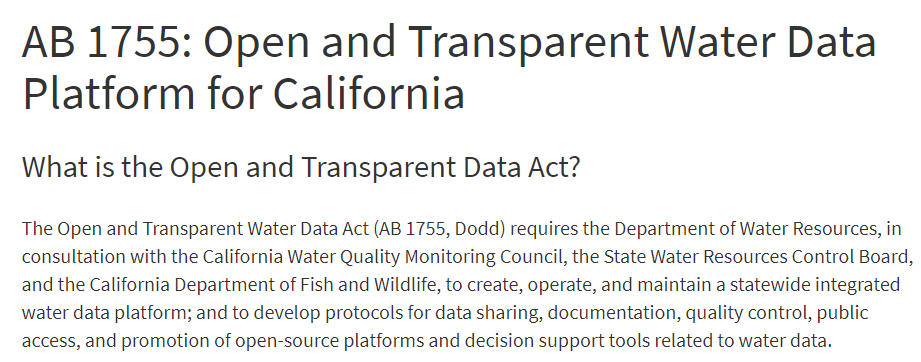 AB 1755: Open and Transparent Water Data
Platform for California
What is the Open and Transparent Data Act?
The Open and Transparent Water Data Act (AB 1755, Dodd) requires the Department of Water Resources, in
consultation with the California Water Quality Monitoring Council, the State Water Resources Control Board,
and the California Department of Fish and Wildlife, to create, operate, and maintain a statewide integrated
water data platform; and to develop protocols for data sharing, documentation, quality control, public
access, and promotion of open-source platforms and decision support tools related to water data.